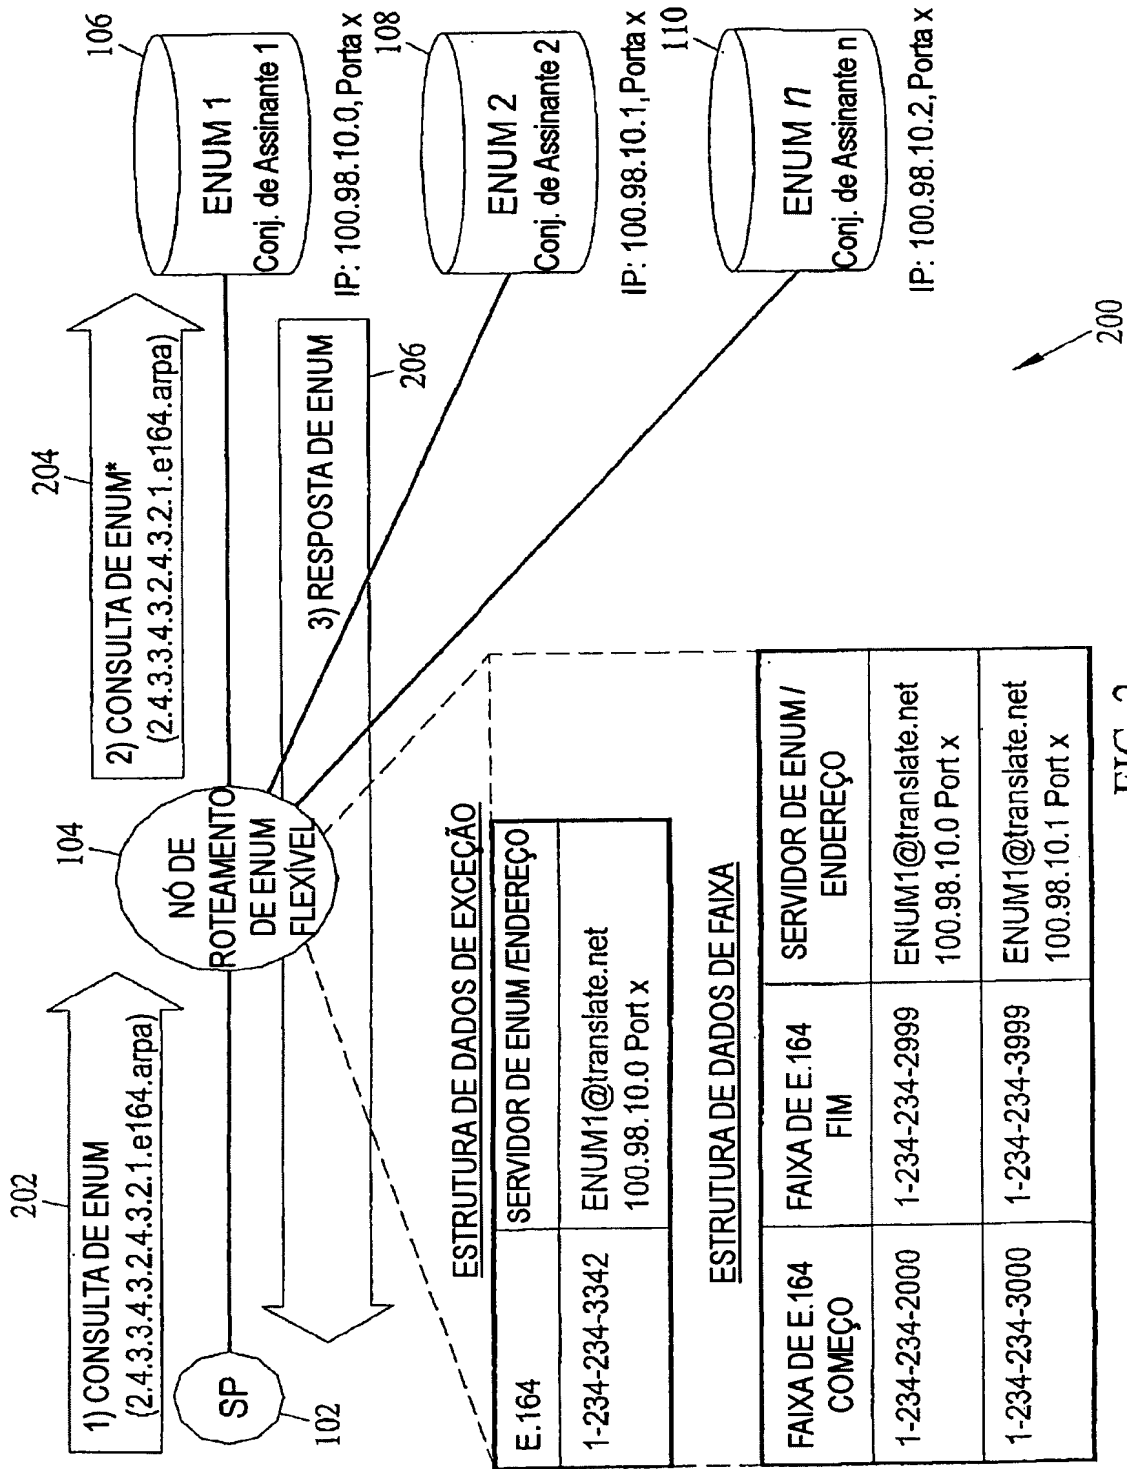 202
1) CONSULTA DE ENUM
(2.4.3.3.4.3.2.4.3.2.1.e164.arpa)
204
2) CONSULTA DE ENUM*
(2.4.3.3.4.3.2.4.3.2.1.e164.arpa)
SP
102
104
NÓ DE
ROTEAMENTO
DE ENUM
FLEXÍVEL
3) RESPOSTA DE ENUM
206
106
ENUM 1
Conj. de Assinante 1
IP: 100.98.10.0, Porta x
108
ENUM 2
Conj. de Assinante 2
IP: 100.98.10.1, Porta x
110
ENUM n
Conj. de Assinante n
IP: 100.98.10.2, Porta x
200
ESTRUTURA DE DADOS DE EXCEÇÃO
E.164
SERVIDOR DE ENUM /ENDEREÇO
1-234-234-3342
ENUM1@translate.net
100.98.10.0 Port x
ESTRUTURA DE DADOS DE FAIXA
FAIXA DE E.164
COMEÇO
FAIXA DE E.164
FIM
SERVIDOR DE ENUM /
ENDEREÇO
1-234-234-2000
1-234-234-2999
ENUM1@translate.net
100.98.10.0 Port x
1-234-234-3000
1-234-234-3999
ENUM1@translate.net
100.98.10.1 Port x